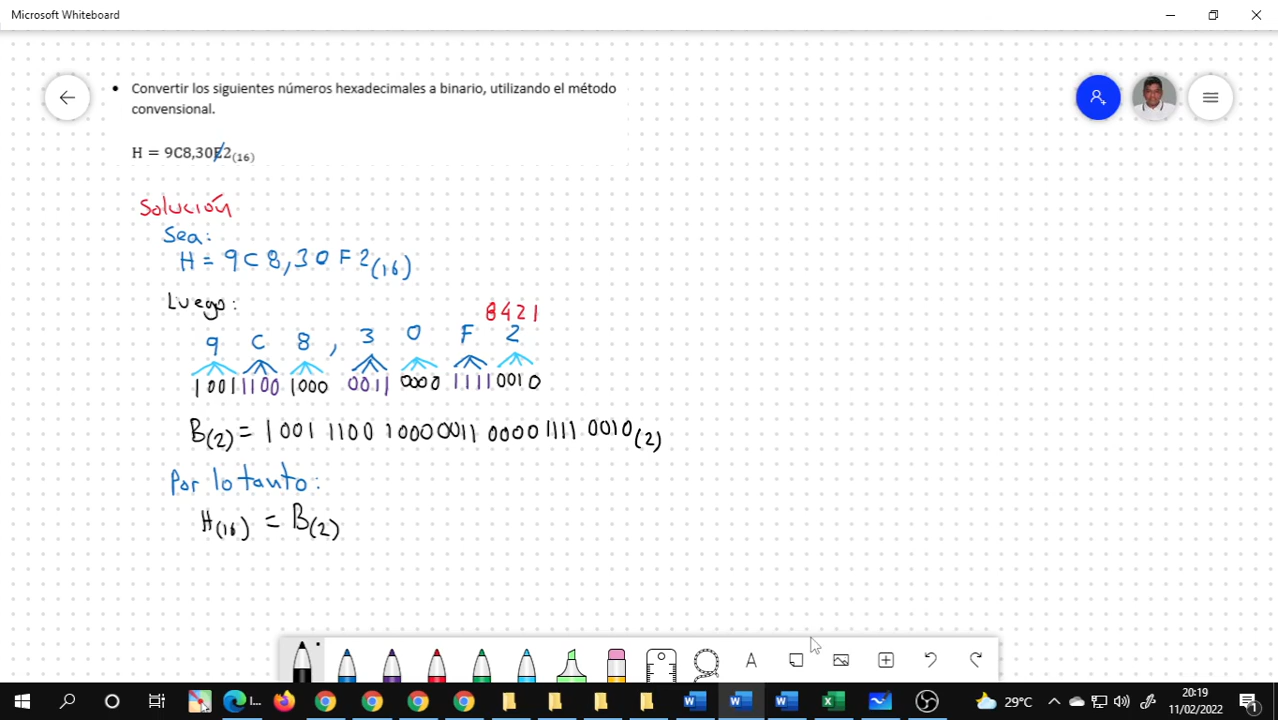 Microsoft Whiteboard
• Convertir los siguientes números hexadecimales a binario, utilizando el método
convensional.
H = 9C8,30E2(16)
Solución
Sea:
H = 9C8,30F2(16)
Luego:
8421
9 C 8 , 3 0 F 2
1001 1100 1000 0011 0000 1111 0010
B(2) = 1001 1100 1000 0011 0000 1111 0010(2)
Por lo tanto:
H(16) = B(2)
A
I...
29°C
20:19
11/02/2022
1